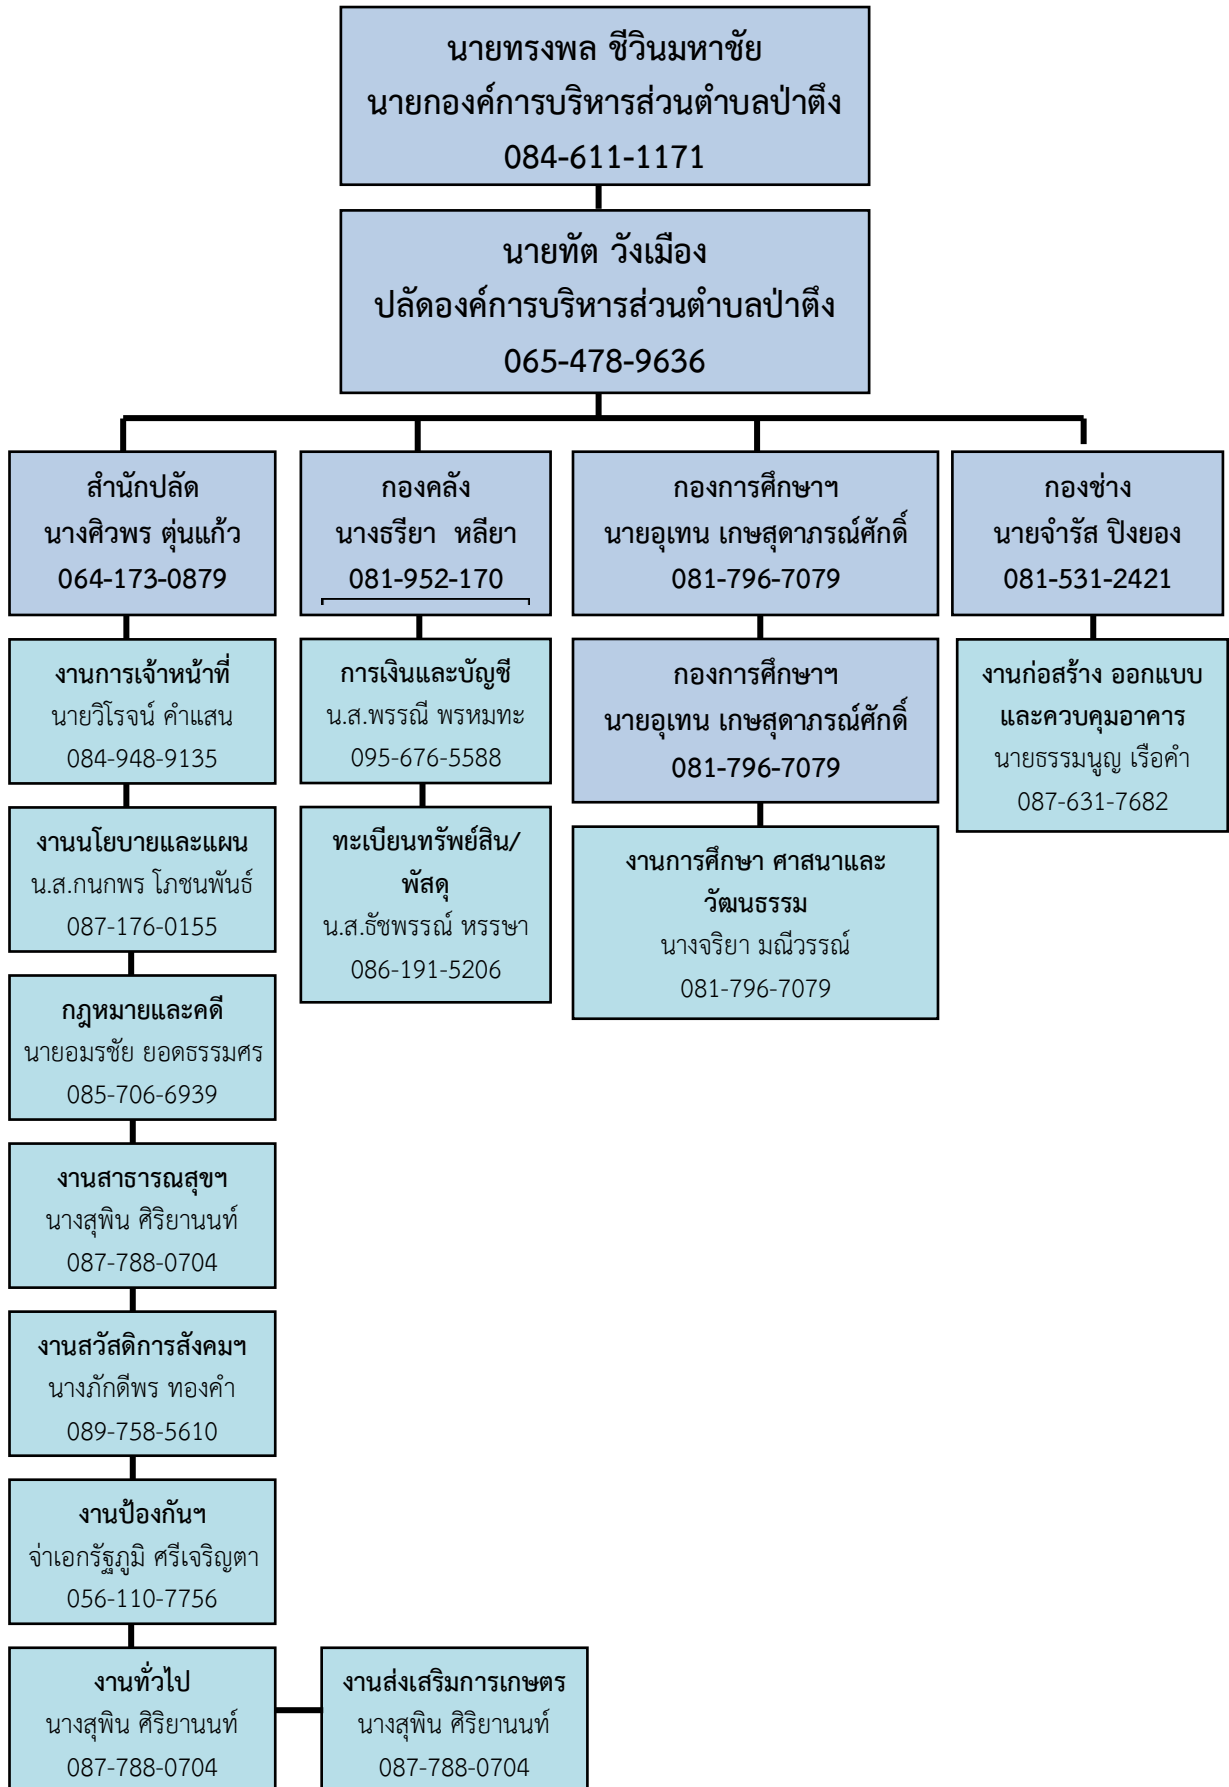 นายทรงพล ชีวินมหาชัย
นายกองค์การบริหารส่วนตำบลป่าตึง
084-611-1171
นายทัต วังเมือง
ปลัดองค์การบริหารส่วนตำบลป่าตึง
065-478-9636
สำนักปลัด
นางศิวพร ตุ่นแก้ว
064-173-0879
งานการเจ้าหน้าที่
นายวิโรจน์ คำแสน
084-948-9135
งานนโยบายและแผน
น.ส.กนกพร โภชนพันธ์
087-176-0155
กฎหมายและคดี
นายอมรชัย ยอดธรรมศร
085-706-6939
งานสาธารณสุขฯ
นางสุพิน ศิริยานนท์
087-788-0704
งานสวัสดิการสังคมฯ
นางภักดีพร ทองคำ
089-758-5610
งานป้องกันฯ
จ่าเอกรัฐภูมิ ศรีเจริญตา
056-110-7756
งานทั่วไป
นางสุพิน ศิริยานนท์
087-788-0704
งานส่งเสริมการเกษตร
นางสุพิน ศิริยานนท์
087-788-0704
กองคลัง
นางธรียา หลียา
081-952-170
การเงินและบัญชี
น.ส.พรรณี พรหมทะ
095-676-5588
ทะเบียนทรัพย์สิน/
พัสดุ
น.ส.ธัชพรรณ์ หรรษา
086-191-5206
กองการศึกษาฯ
นายอุเทน เกษสุดาภรณ์ศักดิ์
081-796-7079
กองการศึกษาฯ
นายอุเทน เกษสุดาภรณ์ศักดิ์
081-796-7079
งานการศึกษา ศาสนาและ
วัฒนธรรม
นางจริยา มณีวรรณ์
081-796-7079
กองช่าง
นายจำรัส ปิงยอง
081-531-2421
งานก่อสร้าง ออกแบบ
และควบคุมอาคาร
นายธรรมนูญ เรือคำ
087-631-7682